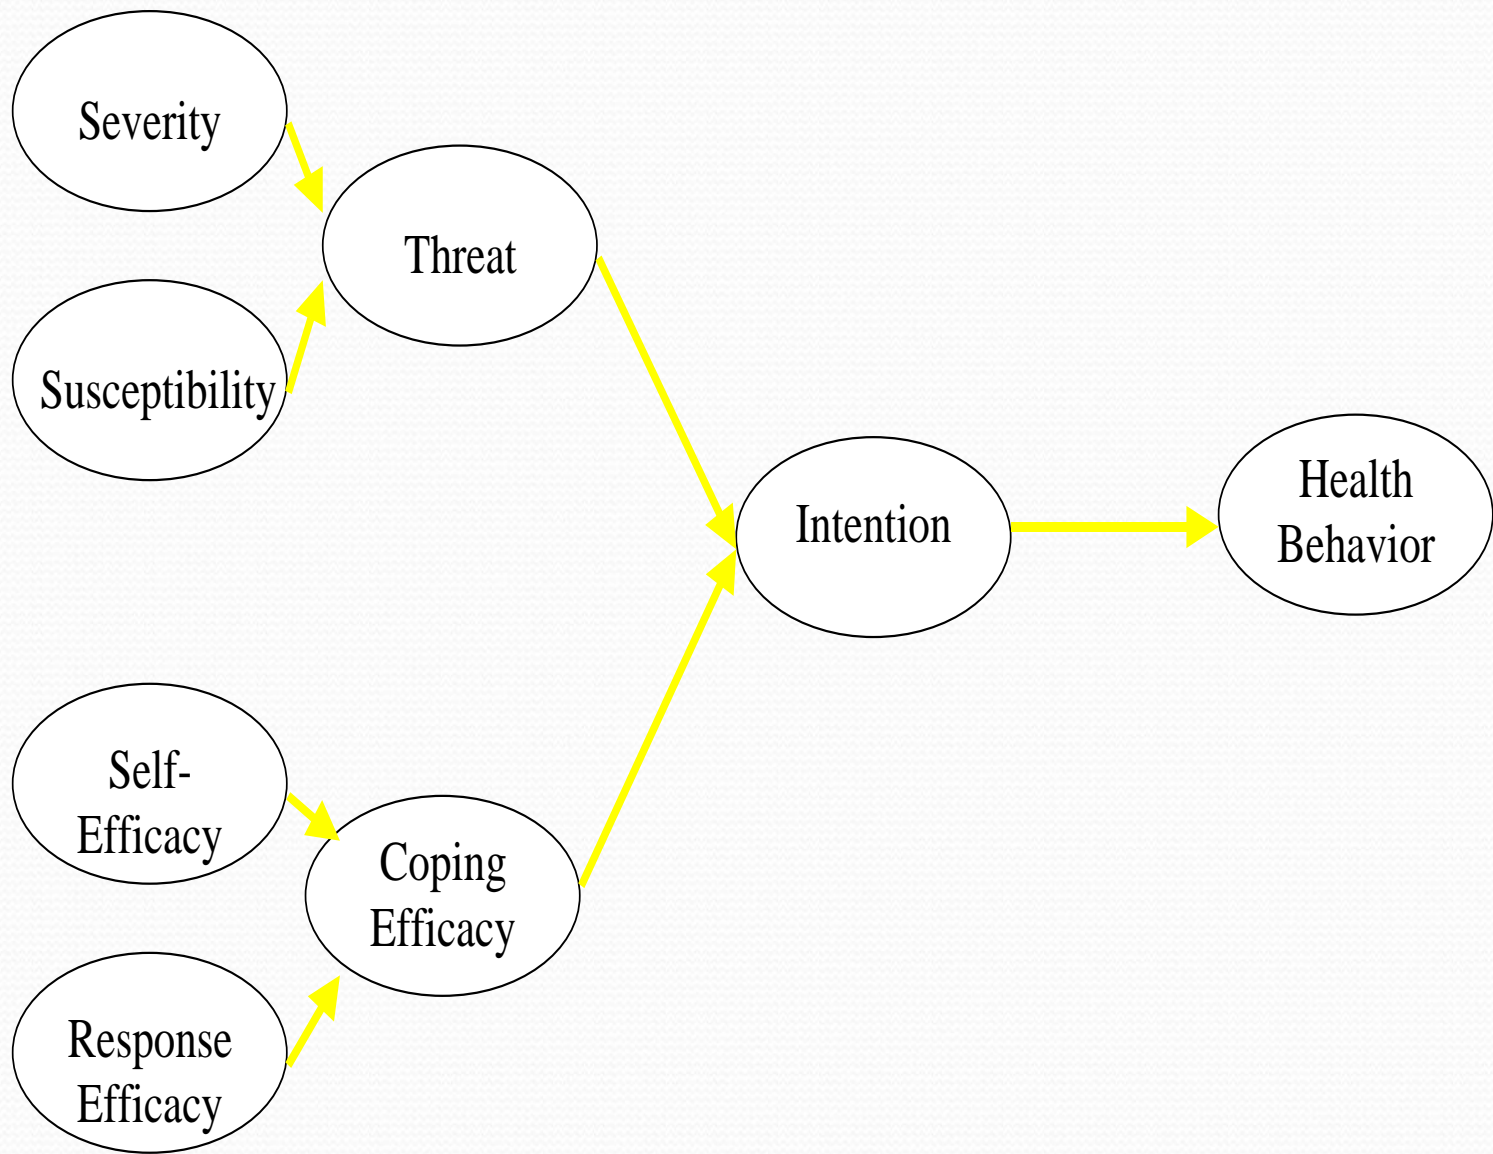 Severity
Threat
Susceptibility
Intention
Health
Behavior
Self-
Efficacy
Coping
Efficacy
Response
Efficacy